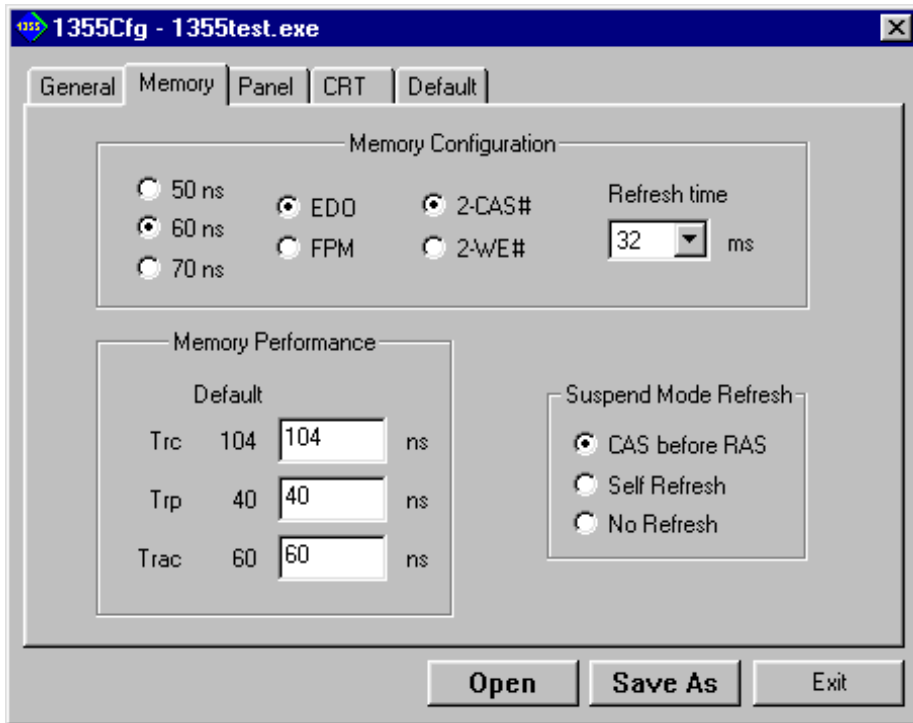 1355 1355Cfg - 1355test.exe
General Memory Panel CRT Default
Memory Configuration
50 ns
60 ns
70 ns
EDO
FPM
2-CAS#
2-WE#
Refresh time
32 ms
Memory Performance
Default
Trc 104 104 ns
Trp 40 40 ns
Trac 60 60 ns
Suspend Mode Refresh
CAS before RAS
Self Refresh
No Refresh
Open Save As Exit